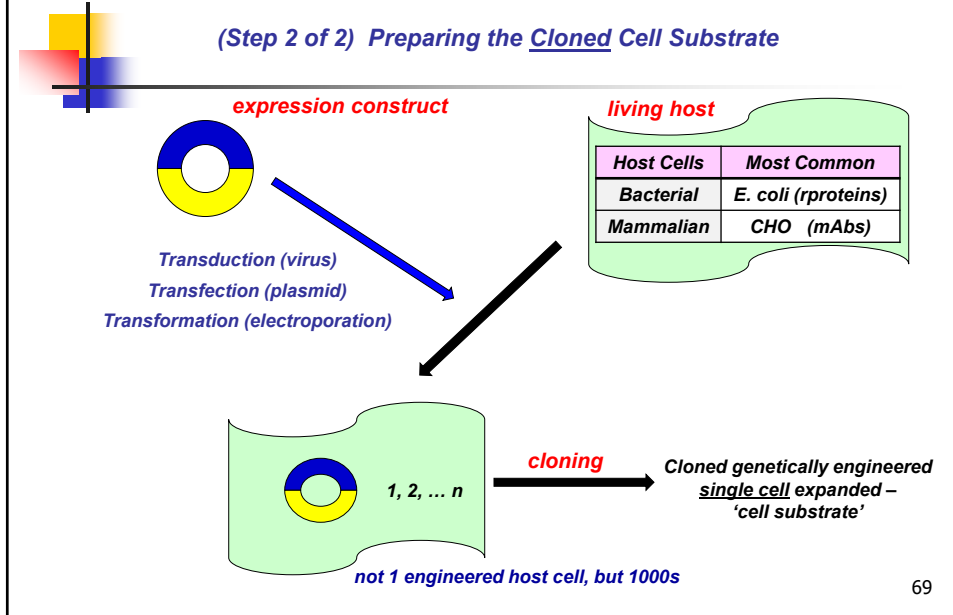 (Step 2 of 2) Preparing the Cloned Cell Substrate
expression construct
living host
Host Cells Most Common
Bacterial E. coli (rproteins)
Mammalian CHO (mAbs)
Transduction (virus)
Transfection (plasmid)
Transformation (electroporation)
1, 2, … n
cloning
Cloned genetically engineered
single cell expanded –
‘cell substrate’
not 1 engineered host cell, but 1000s
69